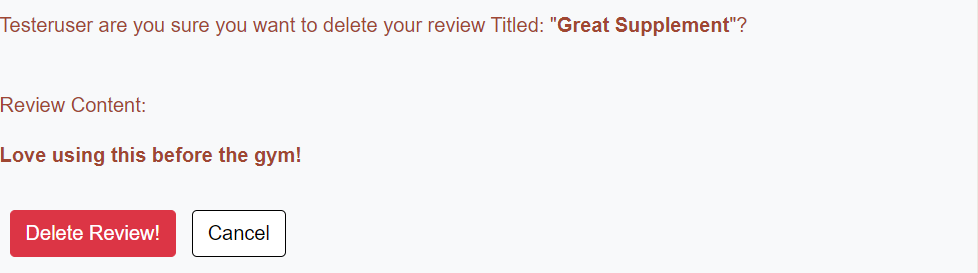 Testeruser are you sure you want to delete your review Titled: "Great Supplement"?
Review Content:
Love using this before the gym!
Delete Review! Cancel